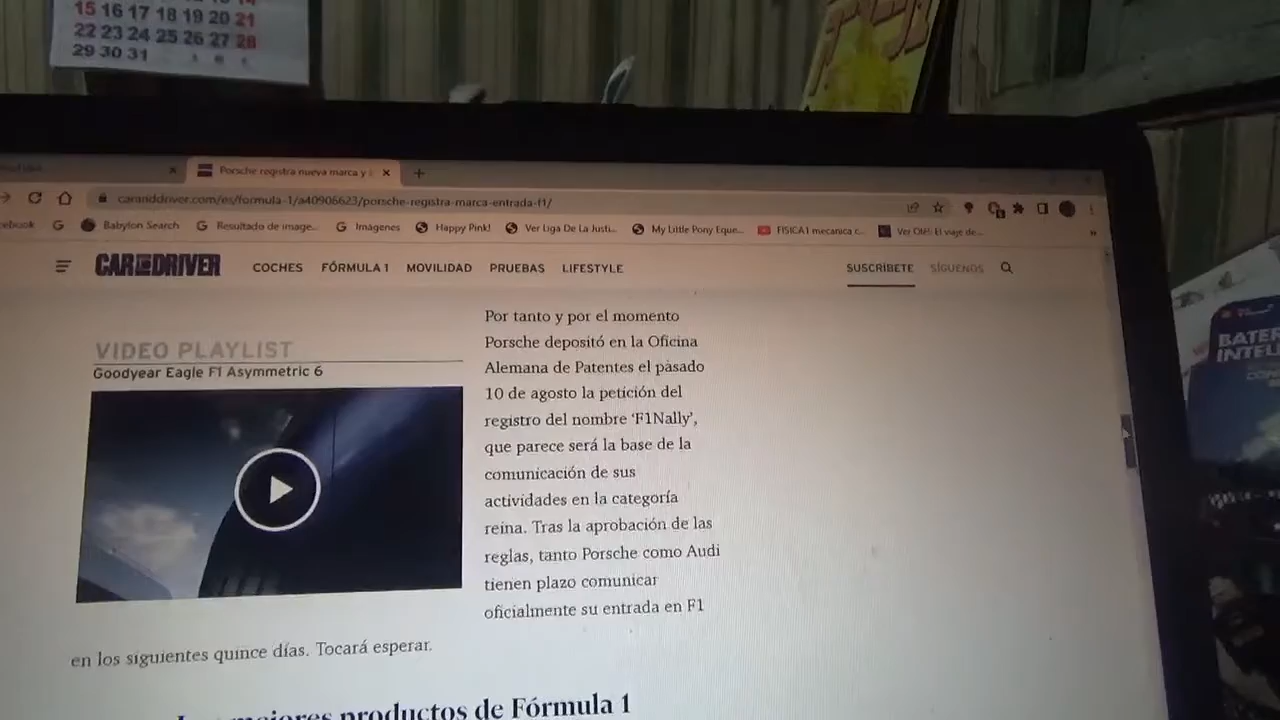 15 16 17 18 19 20 21
22 23 24 25 26 27 28
29 30 31
Porsche registra nueva marca y
caranddriver.com/es/formula-1/a40906623/porsche-registra-marca-entrada-f1/
Babylon Search
Resultado de image...
Imágenes
Happy Pink!
Ver Liga De La Justi...
My Little Pony Eque...
FISICA1 mecanica c...
CAR AND DRIVER
COCHES FÓRMULA 1 MOVILIDAD PRUEBAS LIFESTYLE
SUSCRÍBETE SÍGUENOS
VIDEO PLAYLIST
Goodyear Eagle F1 Asymmetric 6
Por tanto y por el momento
Porsche depositó en la Oficina
Alemana de Patentes el pasado
10 de agosto la petición del
registro del nombre ‘F1Nally’,
que parece será la base de la
comunicación de sus
actividades en la categoría
reina. Tras la aprobación de las
reglas, tanto Porsche como Audi
tienen plazo comunicar
oficialmente su entrada en F1
en los siguientes quince días. Tocará esperar.
mejores productos de Fórmula 1
BATER
INTEL